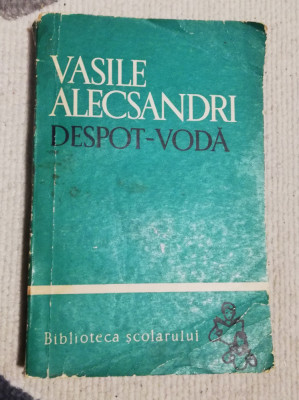 VASILE
ALECSANDRI
DESPOT-VODĂ
Biblioteca școlarului